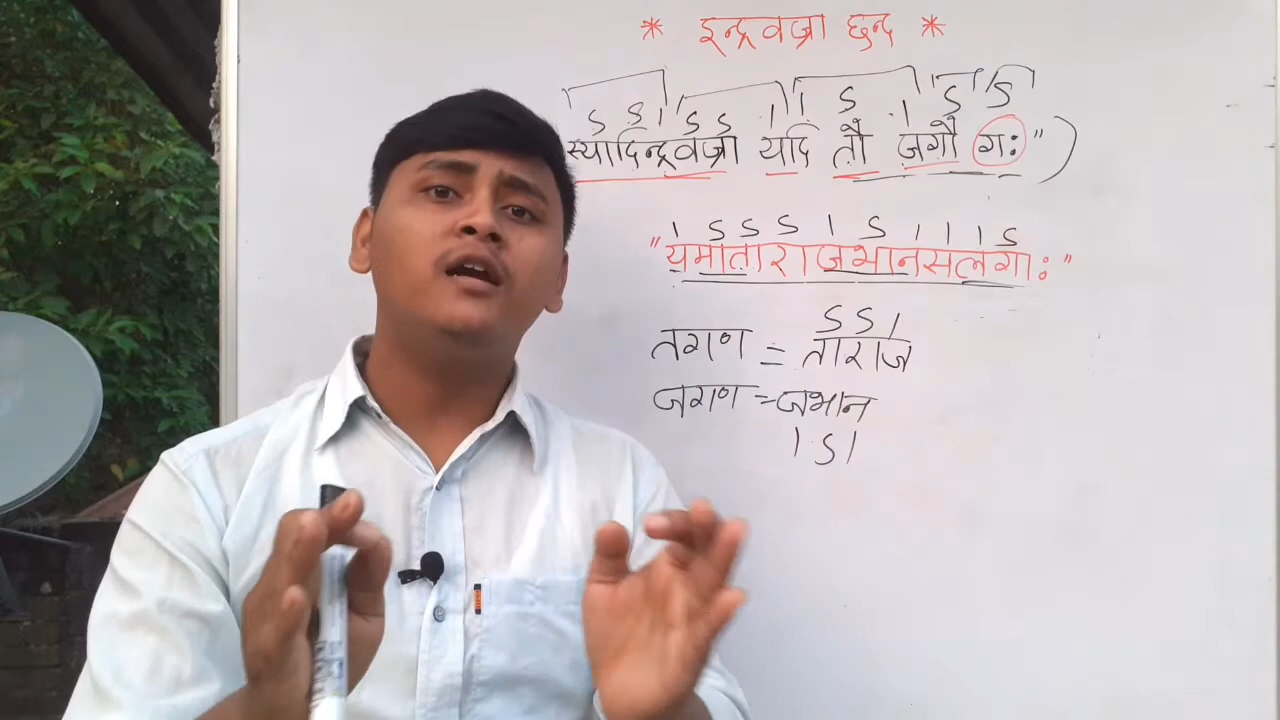 * इन्द्रवज्रा छन्द *
S S । S S । । S । S S
स्यादिन्द्रवज्रा यदि तौ जगौ गः")
। S S S । S । । । S
"यमाताराजभानसलगाः"
S S ।
तगण = ताराज
जगण = जभान
। S ।